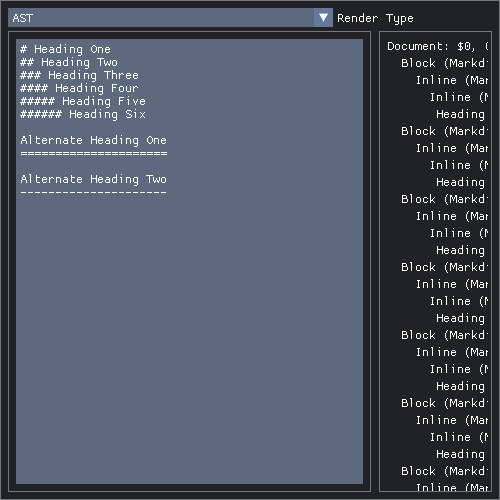 AST Render Type
# Heading One
## Heading Two
### Heading Three
#### Heading Four
##### Heading Five
###### Heading Six
Alternate Heading One
=====================
Alternate Heading Two
---------------------
Document: $0,
Block (Markd
Inline (Mar
Inline (M
Heading
Block (Markd
Inline (Mar
Inline (M
Heading
Block (Markd
Inline (Mar
Inline (M
Heading
Block (Markd
Inline (Mar
Inline (M
Heading
Block (Markd
Inline (Mar
Inline (M
Heading
Block (Markd
Inline (Mar
Inline (M
Heading
Block (Markd
Inline (Mar